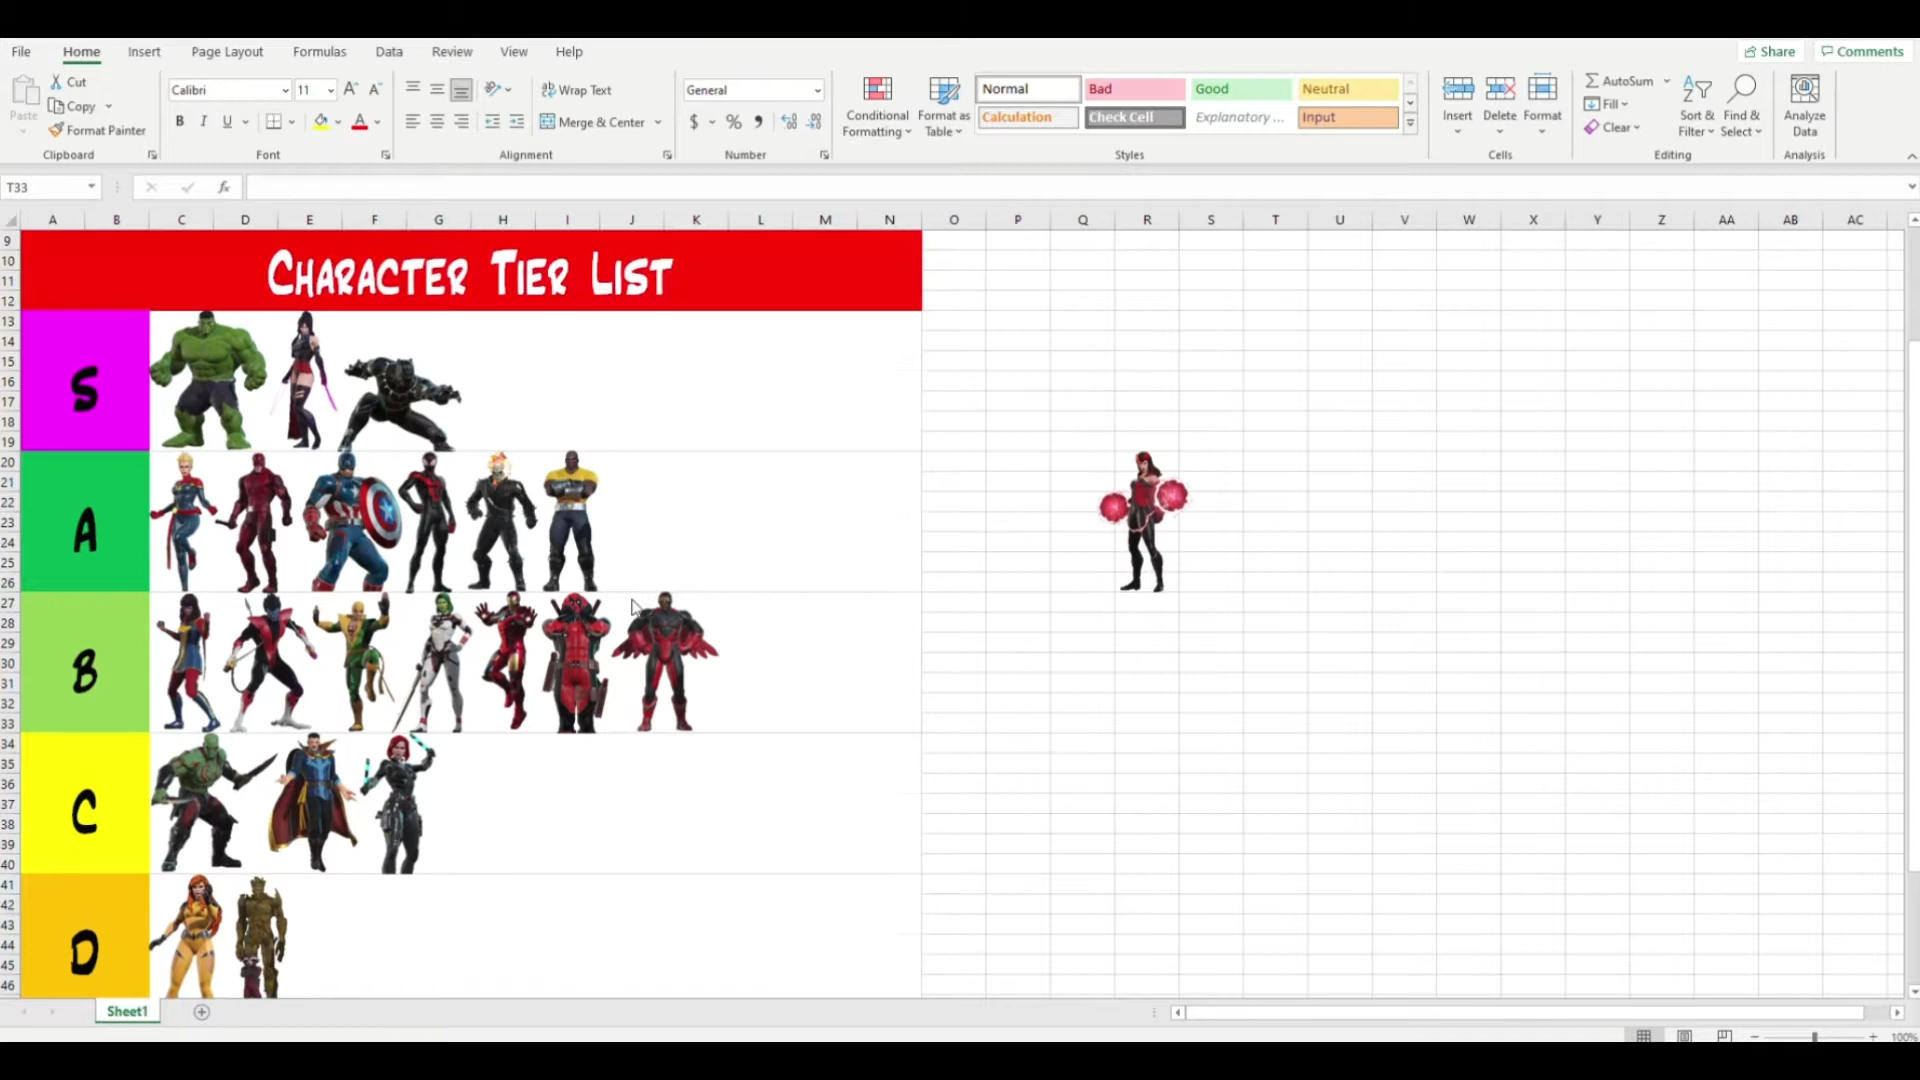 File Home Insert Page Layout Formulas Data Review View Help Share Comments
Cut
Copy
Paste
Format Painter
Clipboard
Calibri 11
B I U
Font
Wrap Text
Merge & Center
Alignment
General
$ %
Number
Conditional Formatting
Format as Table
Normal Bad Good Neutral
Calculation Check Cell Explanatory ... Input
Styles
Insert Delete Format
Cells
AutoSum
Fill
Clear
Sort & Filter
Find & Select
Editing
Analyze Data
Analysis
T33 fx
A B C D E F G H I J K L M N O P Q R S T U V W X Y Z AA AB AC
9
10
11
12
13
14
15
16
17
18
19
20
21
22
23
24
25
26
27
28
29
30
31
32
33
34
35
36
37
38
39
40
41
42
43
44
45
46
Character Tier List
S
A
B
C
D
Sheet1
100%